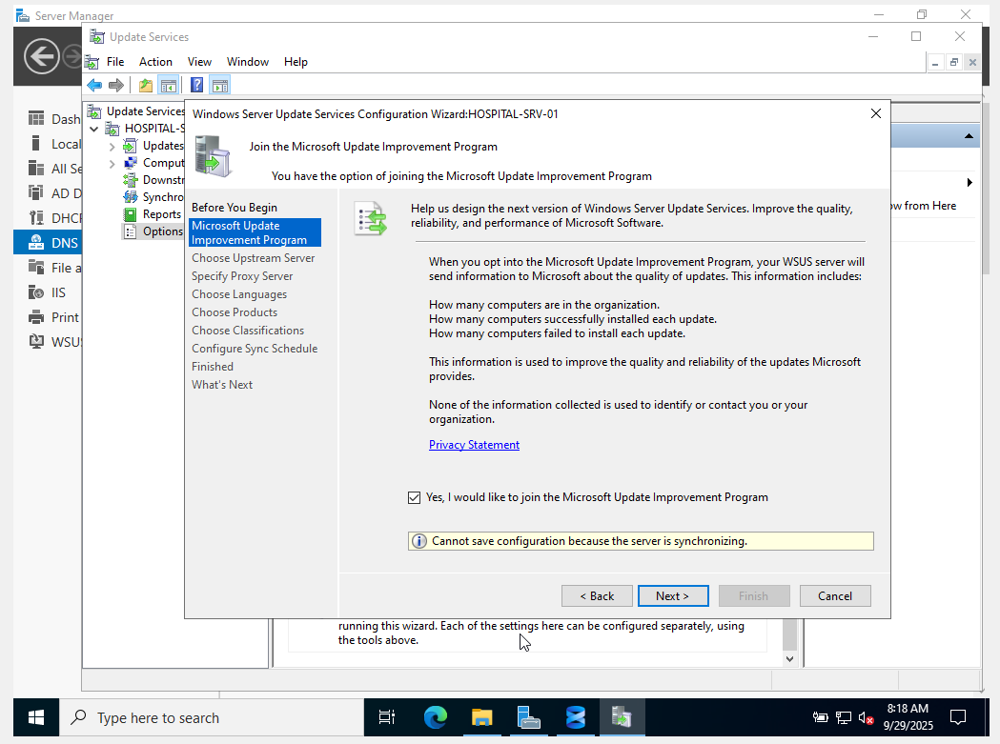 Server Manager
Update Services
File Action View Window Help
Dash
Local
All Se
AD D
DHCP
DNS
File a
IIS
Print
WSUS
Update Services
HOSPITAL-S
Updates
Comput
Downstr
Synchro
Reports
Options
Windows Server Update Services Configuration Wizard:HOSPITAL-SRV-01
Join the Microsoft Update Improvement Program
You have the option of joining the Microsoft Update Improvement Program
Before You Begin
Microsoft Update
Improvement Program
Choose Upstream Server
Specify Proxy Server
Choose Languages
Choose Products
Choose Classifications
Configure Sync Schedule
Finished
What's Next
Help us design the next version of Windows Server Update Services. Improve the quality,
reliability, and performance of Microsoft Software.
When you opt into the Microsoft Update Improvement Program, your WSUS server will
send information to Microsoft about the quality of updates. This information includes:
How many computers are in the organization.
How many computers successfully installed each update.
How many computers failed to install each update.
This information is used to improve the quality and reliability of the updates Microsoft
provides.
None of the information collected is used to identify or contact you or your
organization.
Privacy Statement
Yes, I would like to join the Microsoft Update Improvement Program
Cannot save configuration because the server is synchronizing.
< Back Next > Finish Cancel
ow from Here
running this wizard. Each of the settings here can be configured separately, using
the tools above.
Type here to search
8:18 AM
9/29/2025